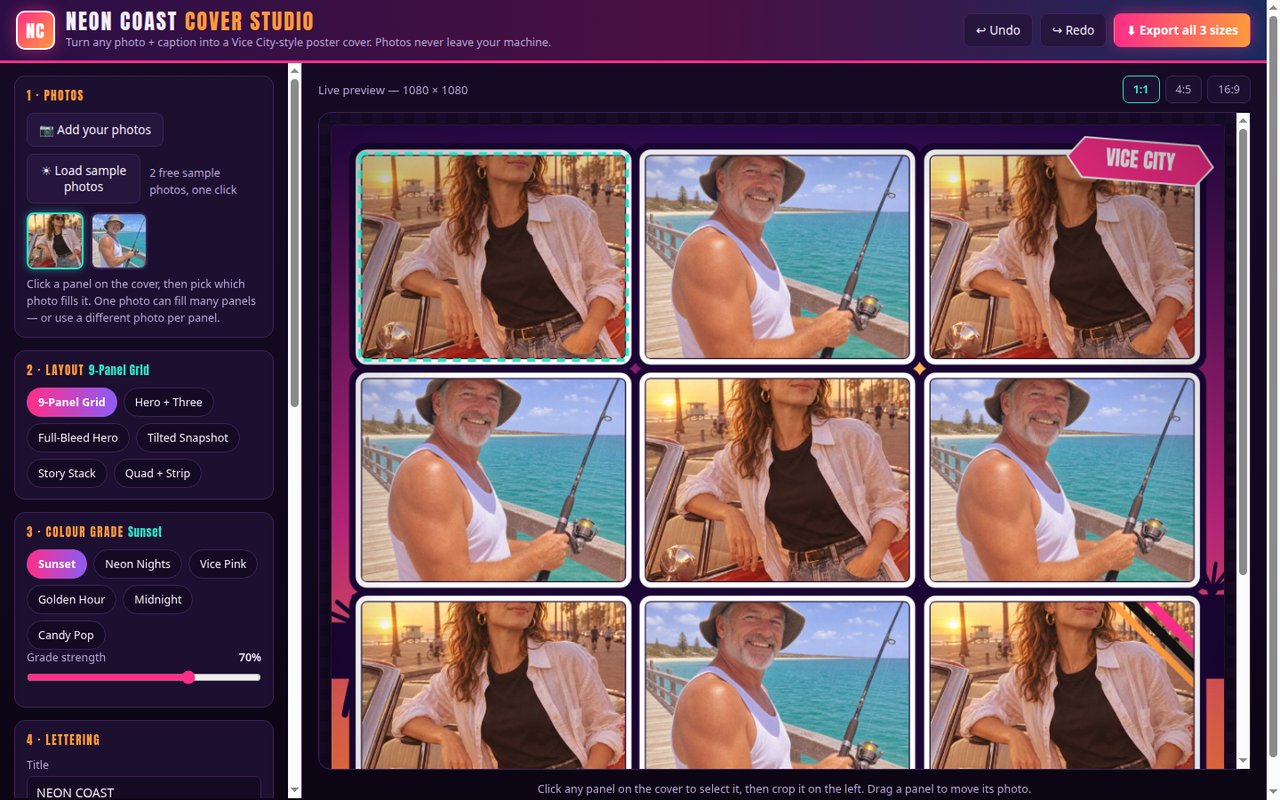 NC
NEON COAST COVER STUDIO
Turn any photo + caption into a Vice City-style poster cover. Photos never leave your machine.
↩ Undo
↪ Redo
⬇ Export all 3 sizes
1 · PHOTOS
📷 Add your photos
☀ Load sample
photos
2 free sample
photos, one click
Click a panel on the cover, then pick which
photo fills it. One photo can fill many panels
— or use a different photo per panel.
2 · LAYOUT 9-Panel Grid
9-Panel Grid
Hero + Three
Full-Bleed Hero
Tilted Snapshot
Story Stack
Quad + Strip
3 · COLOUR GRADE Sunset
Sunset
Neon Nights
Vice Pink
Golden Hour
Midnight
Candy Pop
Grade strength 70%
4 · LETTERING
Title
NEON COAST
Live preview — 1080 × 1080
1:1
4:5
16:9
VICE CITY
Click any panel on the cover to select it, then crop it on the left. Drag a panel to move its photo.